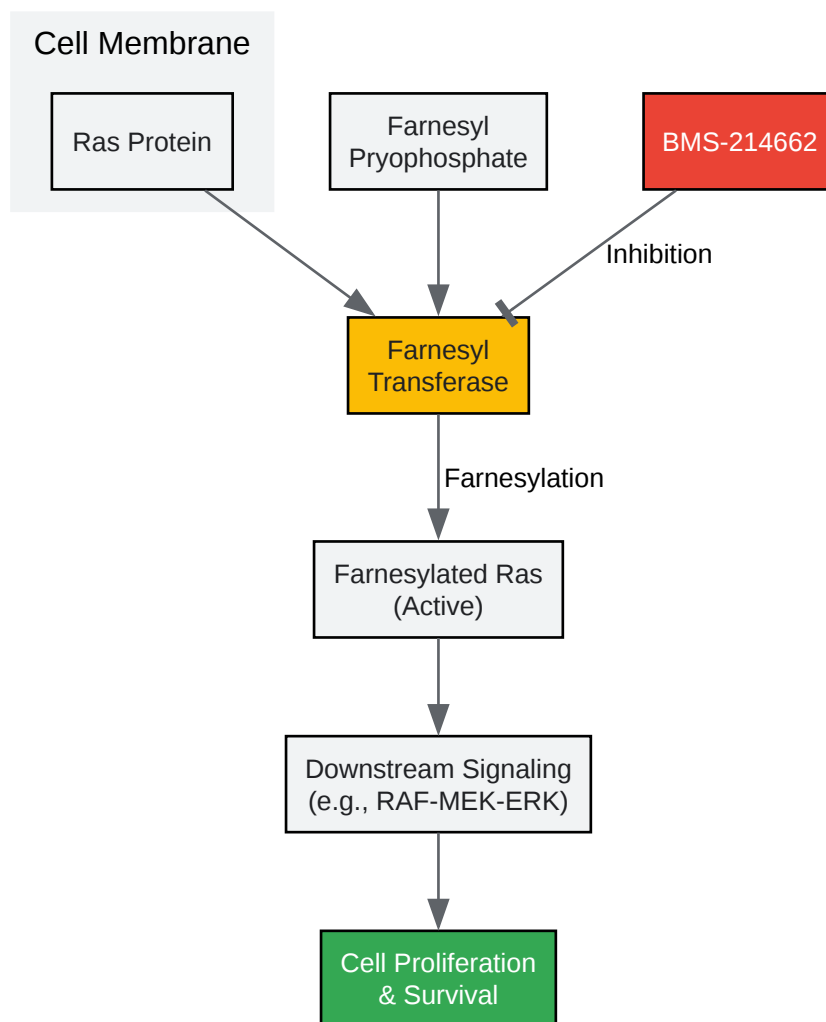 Cell Membrane
Ras Protein
Farnesyl
Pryophosphate
BMS-214662
Inhibition
Farnesyl
Transferase
Farnesylation
Farnesylated Ras
(Active)
Downstream Signaling
(e.g., RAF-MEK-ERK)
Cell Proliferation
& Survival